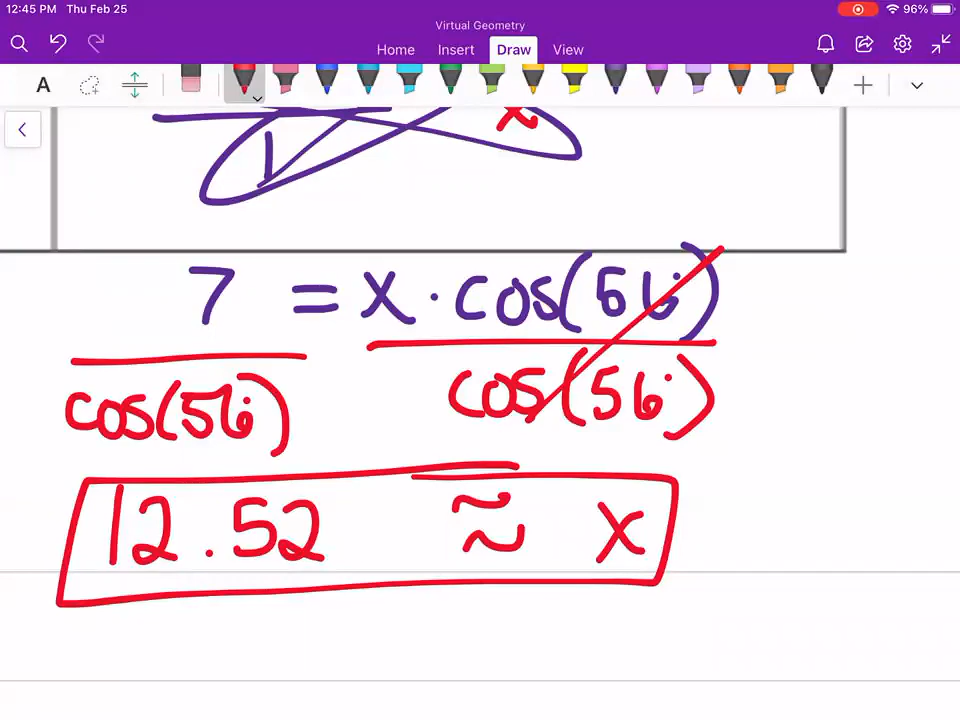 12:45 PM Thu Feb 25 96%
Virtual Geometry
Home Insert Draw View
A
1
x
7 = x · cos(56°)
cos(56°) cos(56°)
12.52 ≈ x